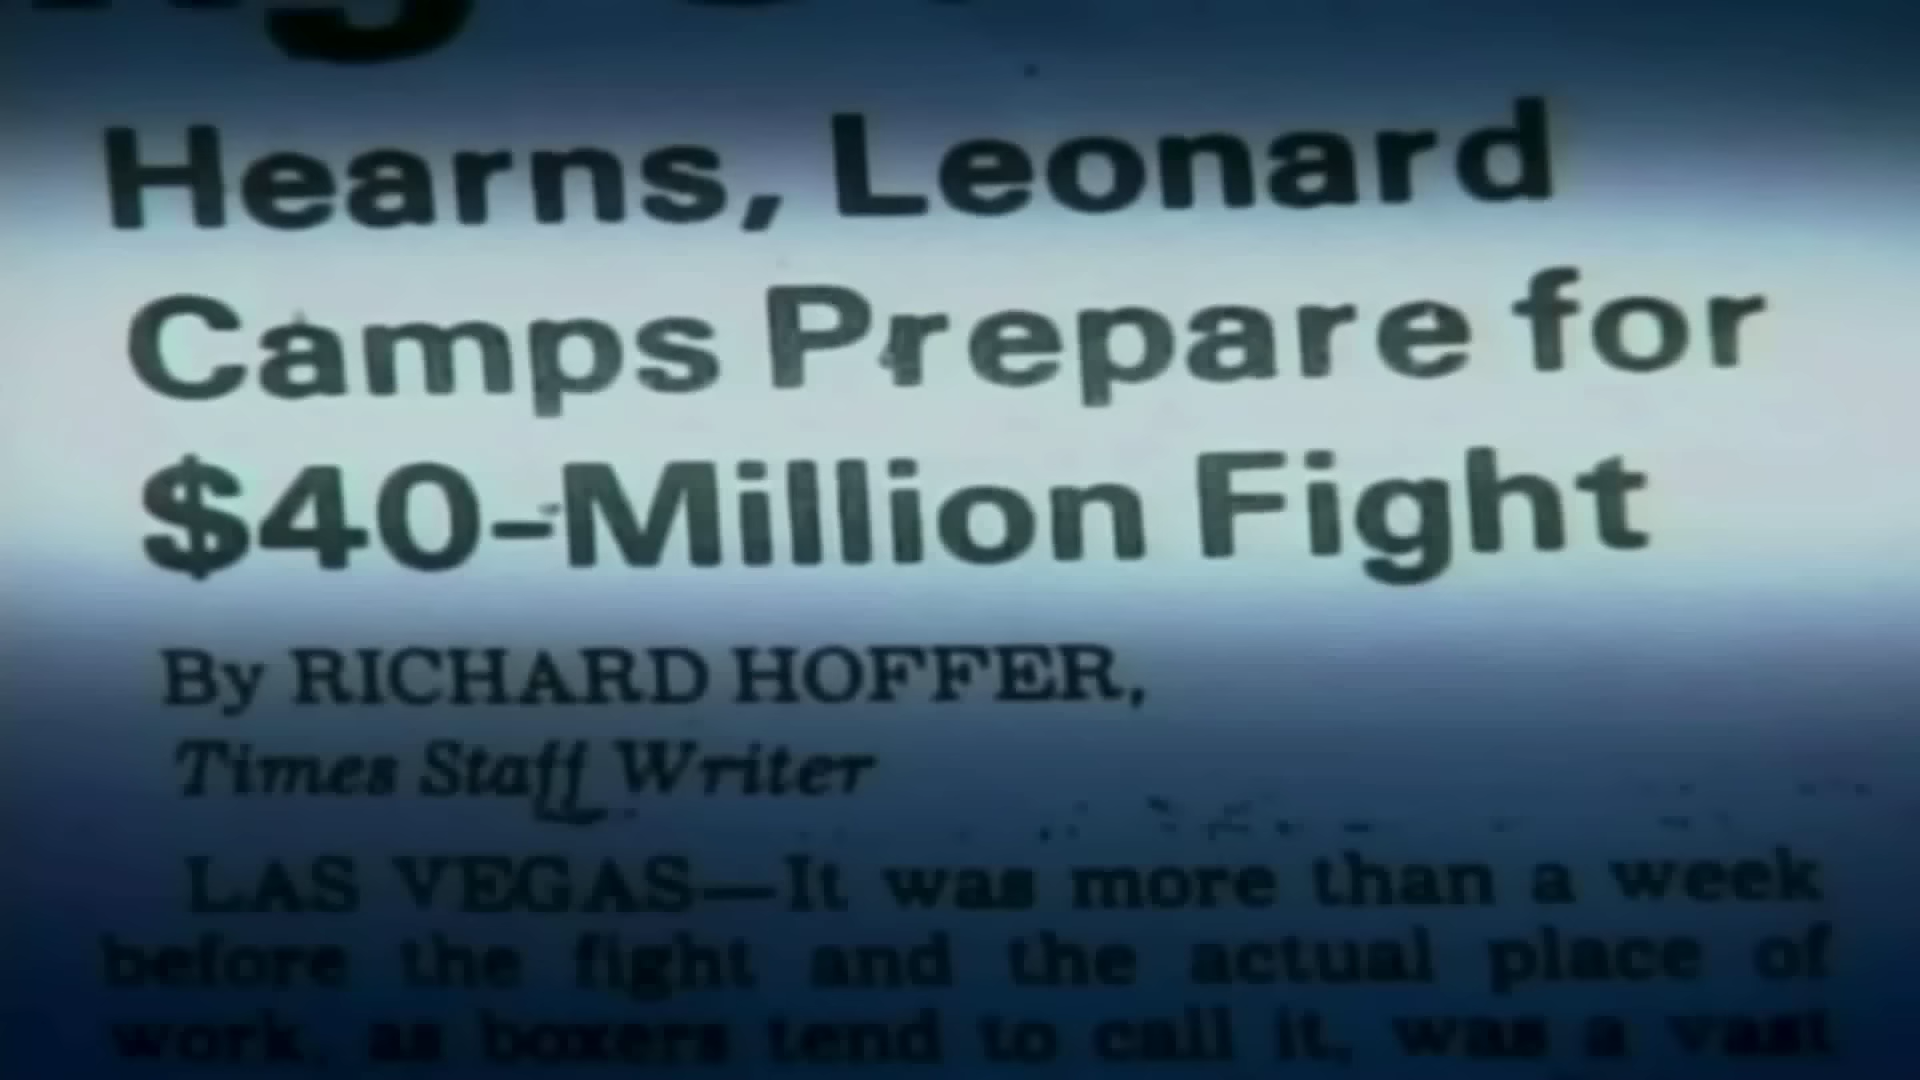 Hearns, Leonard
Camps Prepare for
$40-Million Fight
By RICHARD HOFFER,
Times Staff Writer
LAS VEGAS—It was more than a week
before the fight and the actual place of
work, as boxers tend to call it, was a vast